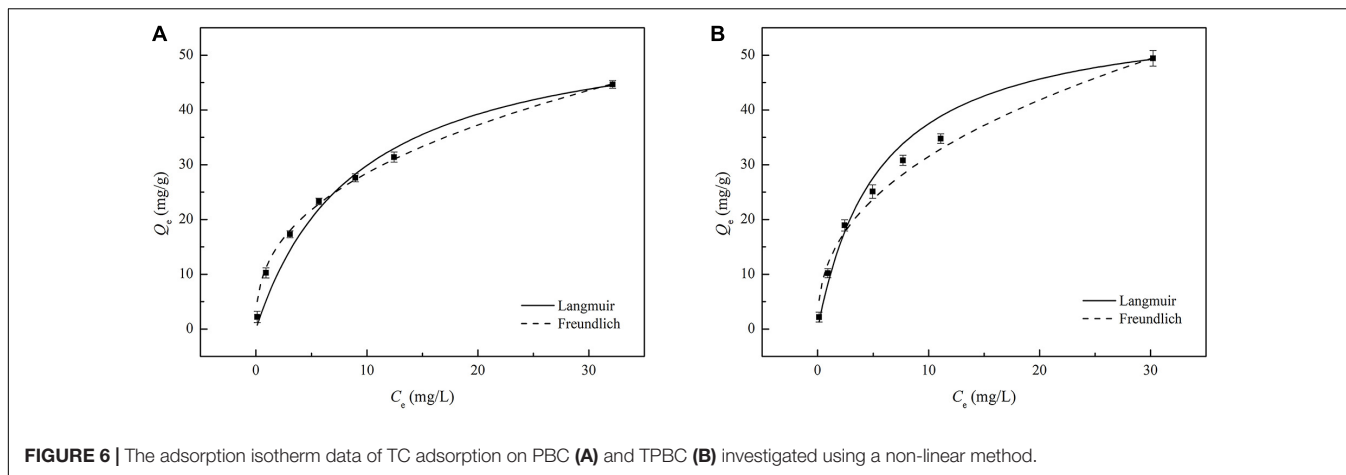 A
50
40
30
20
10
0
Qe (mg/g)
Langmuir
Freundlich
0 10 20 30
Ce (mg/L)
B
50
40
30
20
10
0
Qe (mg/g)
Langmuir
Freundlich
0 10 20 30
Ce (mg/L)
FIGURE 6 | The adsorption isotherm data of TC adsorption on PBC (A) and TPBC (B) investigated using a non-linear method.